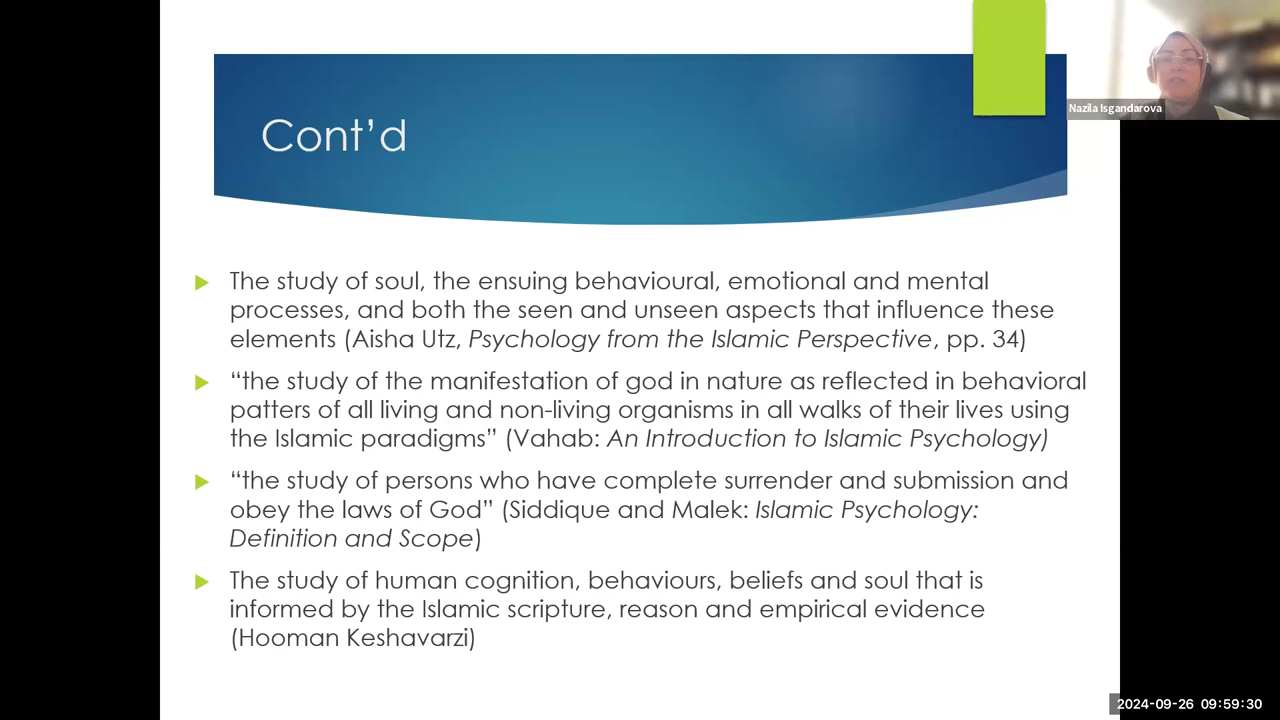 Cont’d
Nazila Isgandarova
The study of soul, the ensuing behavioural, emotional and mental
processes, and both the seen and unseen aspects that influence these
elements (Aisha Utz, Psychology from the Islamic Perspective, pp. 34)
“the study of the manifestation of god in nature as reflected in behavioral
patters of all living and non-living organisms in all walks of their lives using
the Islamic paradigms” (Vahab: An Introduction to Islamic Psychology)
“the study of persons who have complete surrender and submission and
obey the laws of God” (Siddique and Malek: Islamic Psychology:
Definition and Scope)
The study of human cognition, behaviours, beliefs and soul that is
informed by the Islamic scripture, reason and empirical evidence
(Hooman Keshavarzi)
2024-09-26 09:59:30